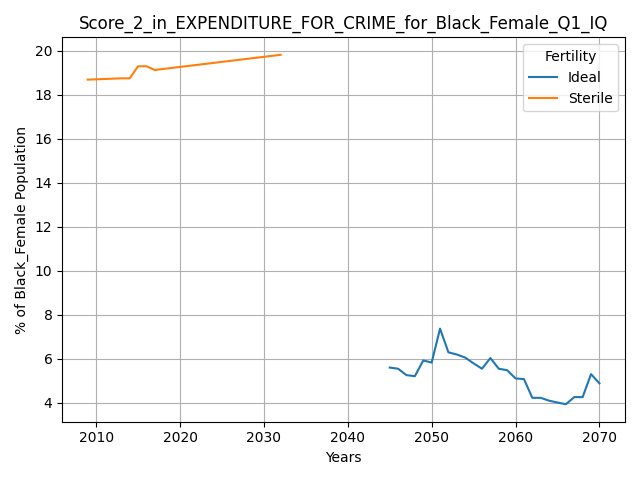 Score_2_in_EXPENDITURE_FOR_CRIME_for_Black_Female_Q1_IQ
Fertility
Ideal
Sterile
% of Black_Female Population
20
18
16
14
12
10
8
6
4
2010 2020 2030 2040 2050 2060 2070
Years